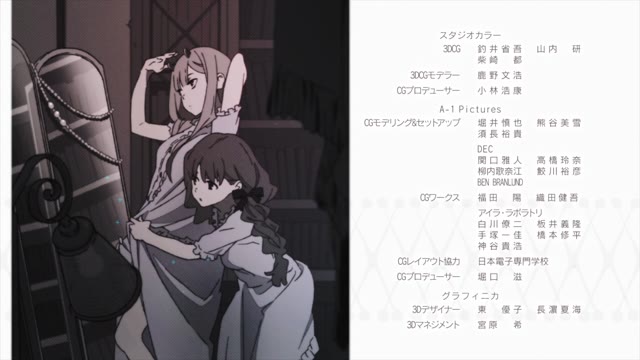 スタジオカラー
3DCG 釣井省吾 山内 研
柴崎 都
3DCGモデラー 鹿野文浩
CGプロデューサー 小林浩康
A-1 Pictures
CGモデリング&セットアップ 堀井慎也 熊谷美雪
須長裕貴
DEC
関口雅人 高橋玲奈
柳内歌奈江 鮫川裕彦
BEN BRANLUND
CGワークス 福田 陽 織田健吾
アイラ・ラボラトリ
白川僚二 板井義隆
手塚一佳 橋本修平
神谷貴浩
CGレイアウト協力 日本電子専門学校
CGプロデューサー 堀口 滋
グラフィニカ
3Dデザイナー 東 優子 長濵夏海
3Dマネジメント 宮原 希